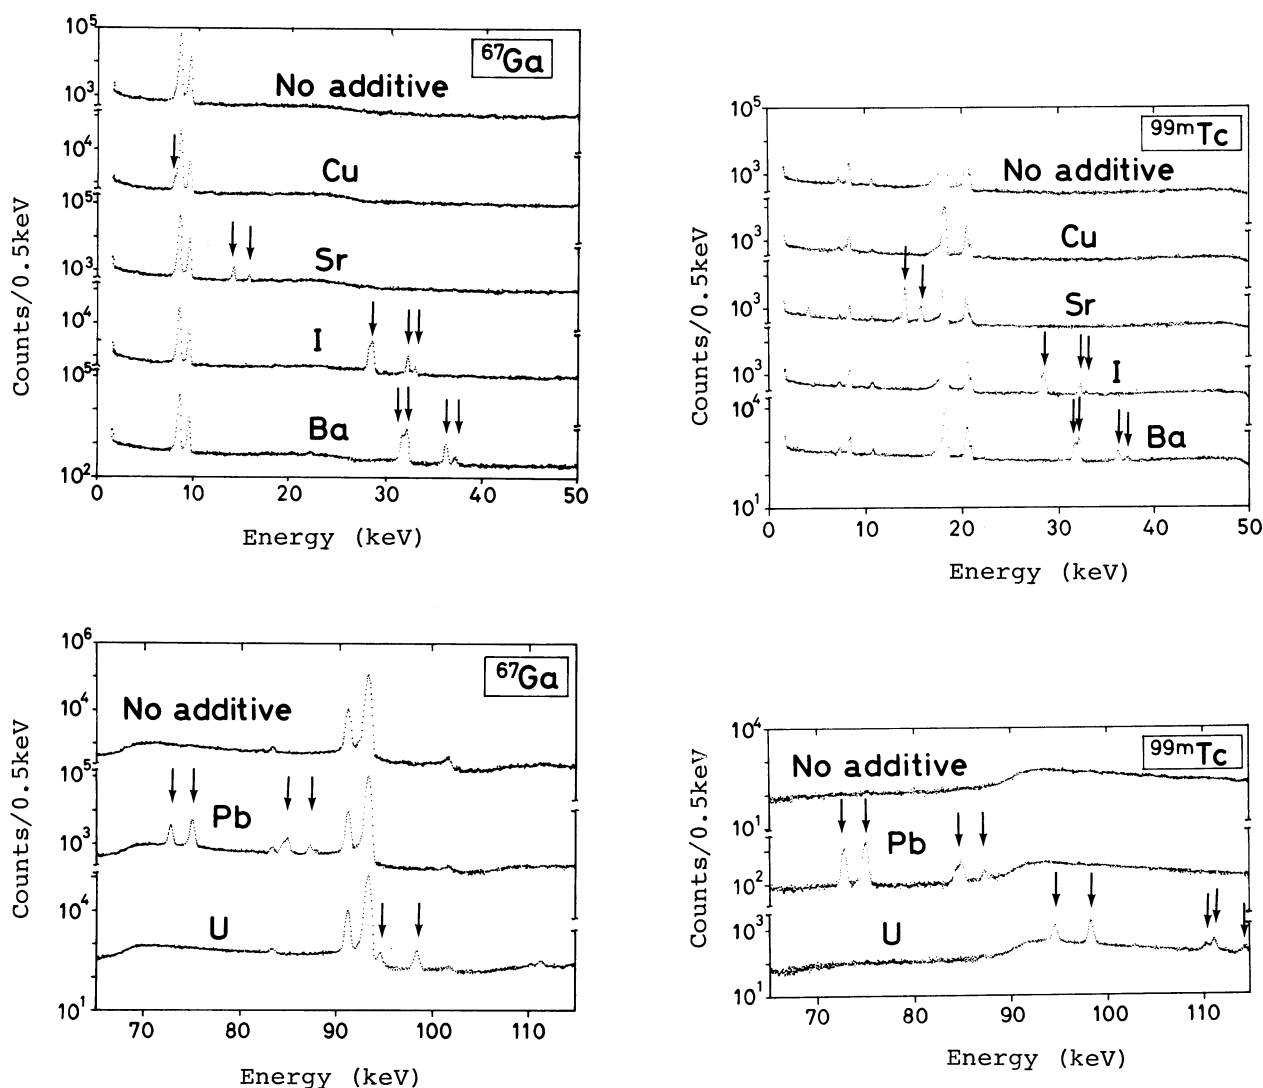 10⁵
⁶⁷Ga
No additive
10³
10⁴
Cu
10⁵
Sr
10³
10⁴
I
10⁵
Ba
10²
0 10 20 30 40 50
Counts/0.5keV
Energy (keV)
10⁵
⁹⁹ᵐTc
No additive
10³
Cu
10³
Sr
10³
I
10³
10⁴
Ba
10¹
0 10 20 30 40 50
Counts/0.5keV
Energy (keV)
10⁶
⁶⁷Ga
No additive
10⁴
10⁵
Pb
10³
10⁴
U
10¹
70 80 90 100 110
Counts/0.5keV
Energy (keV)
10⁴
⁹⁹ᵐTc
No additive
10¹
Pb
10²
10³
U
10¹
70 80 90 100 110
Counts/0.5keV
Energy (keV)